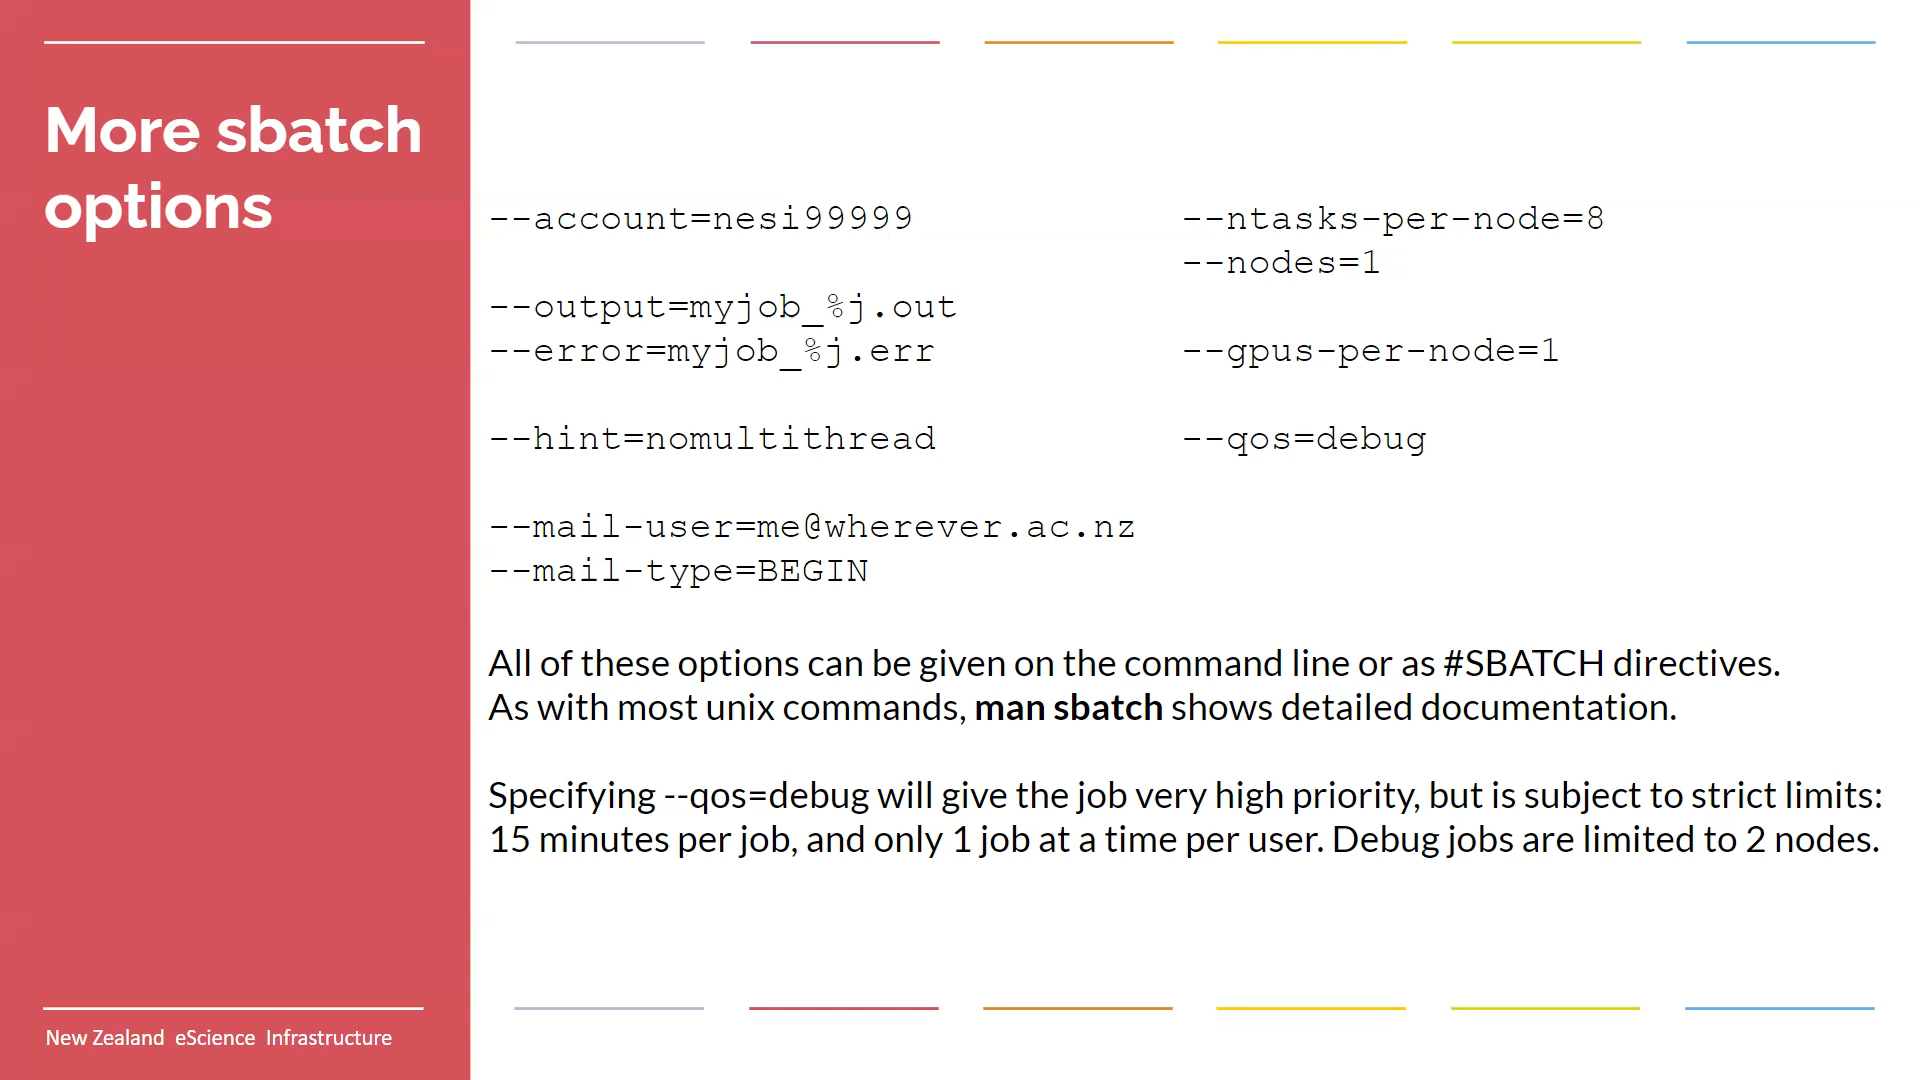 More sbatch
options
--account=nesi99999
--output=myjob_%j.out
--error=myjob_%j.err
--hint=nomultithread
--mail-user=me@wherever.ac.nz
--mail-type=BEGIN
--ntasks-per-node=8
--nodes=1
--gpus-per-node=1
--qos=debug
All of these options can be given on the command line or as #SBATCH directives.
As with most unix commands, man sbatch shows detailed documentation.
Specifying --qos=debug will give the job very high priority, but is subject to strict limits:
15 minutes per job, and only 1 job at a time per user. Debug jobs are limited to 2 nodes.
New Zealand eScience Infrastructure